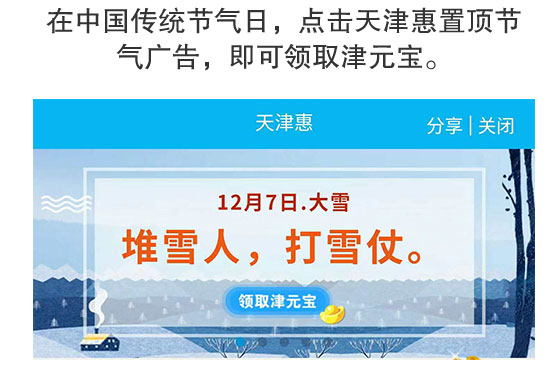 在中国传统节气日，点击天津惠置顶节
气广告，即可领取津元宝。
天津惠
分享 | 关闭
12月7日.大雪
堆雪人，打雪仗。
领取津元宝